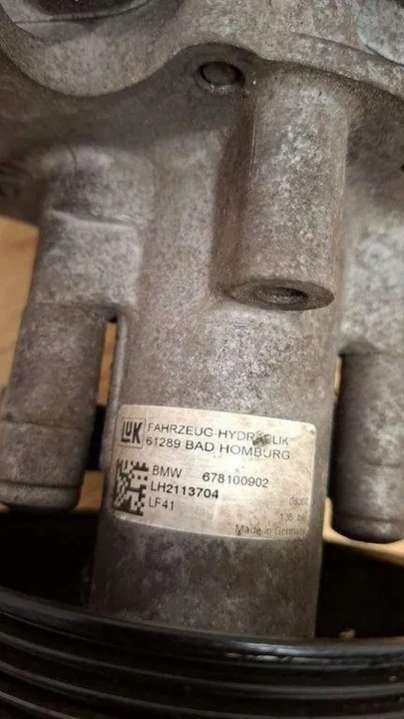 LUK FAHRZEUG-HYDRAULIK
61289 BAD HOMBURG
BMW 678100902
LH2113704
LF41
Made in Germany